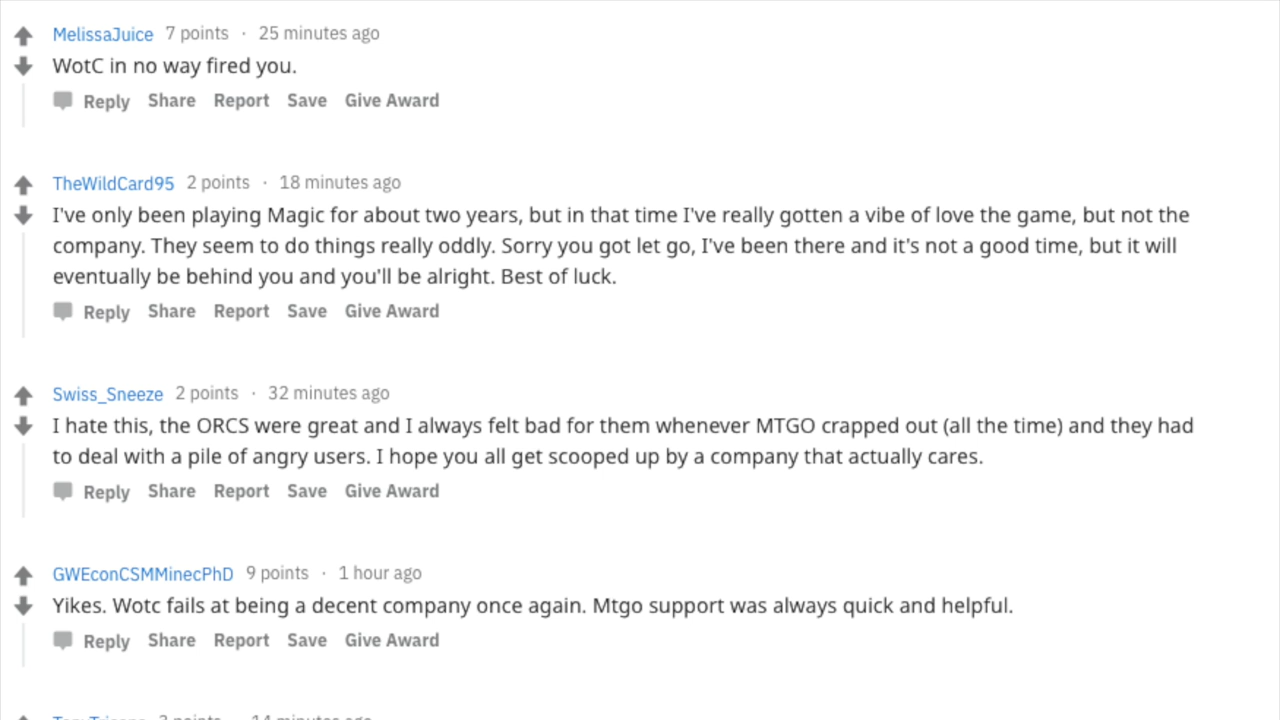 MelissaJuice 7 points · 25 minutes ago
WotC in no way fired you.
Reply Share Report Save Give Award
TheWildCard95 2 points · 18 minutes ago
I've only been playing Magic for about two years, but in that time I've really gotten a vibe of love the game, but not the
company. They seem to do things really oddly. Sorry you got let go, I've been there and it's not a good time, but it will
eventually be behind you and you'll be alright. Best of luck.
Reply Share Report Save Give Award
Swiss_Sneeze 2 points · 32 minutes ago
I hate this, the ORCS were great and I always felt bad for them whenever MTGO crapped out (all the time) and they had
to deal with a pile of angry users. I hope you all get scooped up by a company that actually cares.
Reply Share Report Save Give Award
GWEconCSMMinecPhD 9 points · 1 hour ago
Yikes. Wotc fails at being a decent company once again. Mtgo support was always quick and helpful.
Reply Share Report Save Give Award
points · 14 minutes ago